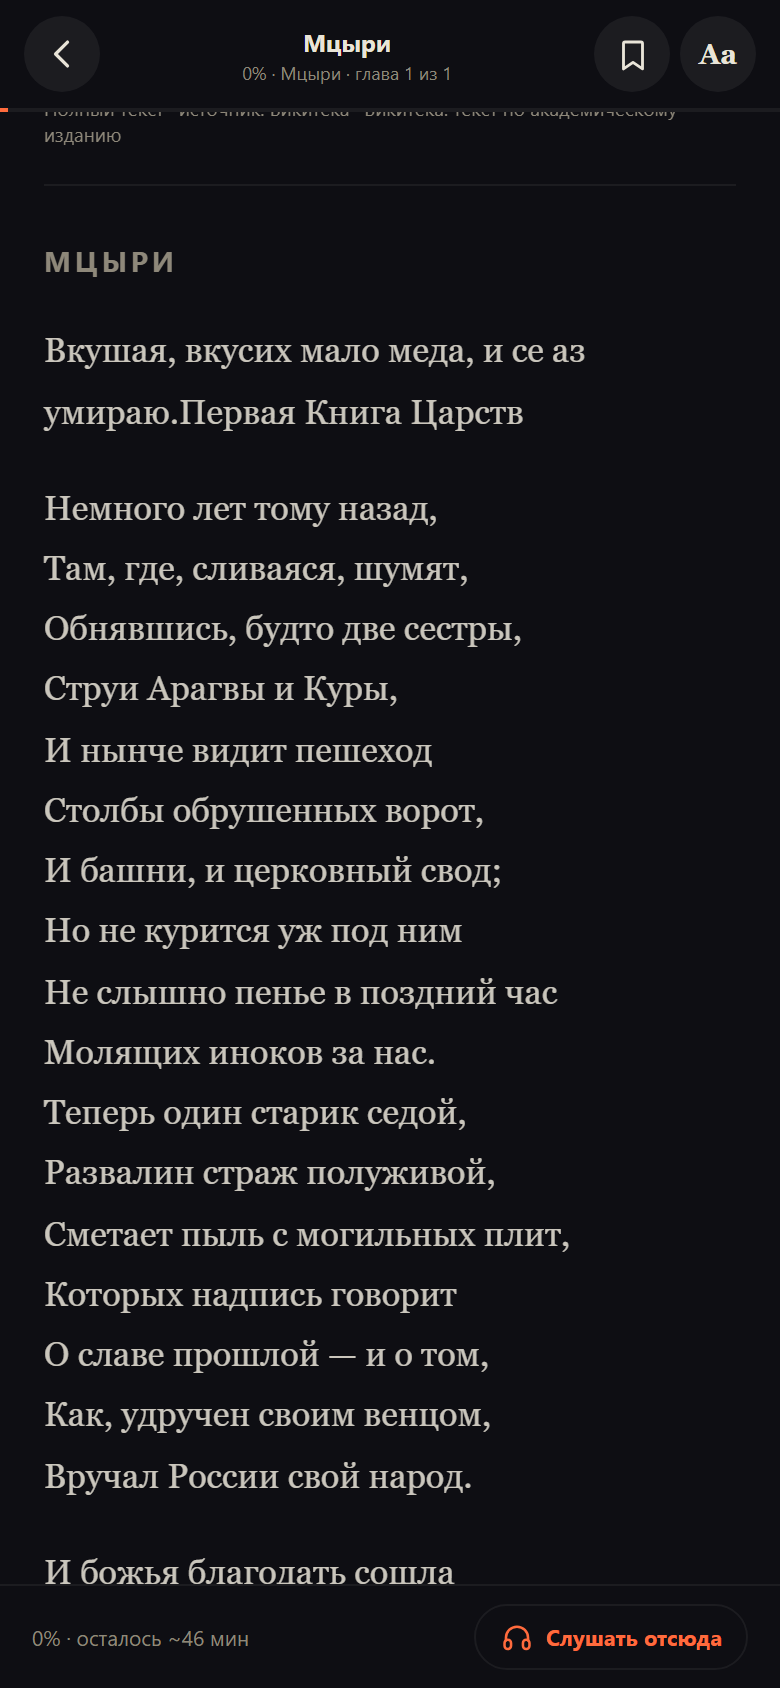 Мцыри
0% · Мцыри · глава 1 из 1
Aa
изданию
МЦЫРИ
Вкушая, вкусих мало меда, и се аз
умираю.Первая Книга Царств
Немного лет тому назад,
Там, где, сливаяся, шумят,
Обнявшись, будто две сестры,
Струи Арагвы и Куры,
И нынче видит пешеход
Столбы обрушенных ворот,
И башни, и церковный свод;
Но не курится уж под ним
Не слышно пенье в поздний час
Молящих иноков за нас.
Теперь один старик седой,
Развалин страж полуживой,
Сметает пыль с могильных плит,
Которых надпись говорит
О славе прошлой — и о том,
Как, удручен своим венцом,
Вручал России свой народ.
И божья благодать сошла
0% · осталось ~46 мин
Слушать отсюда